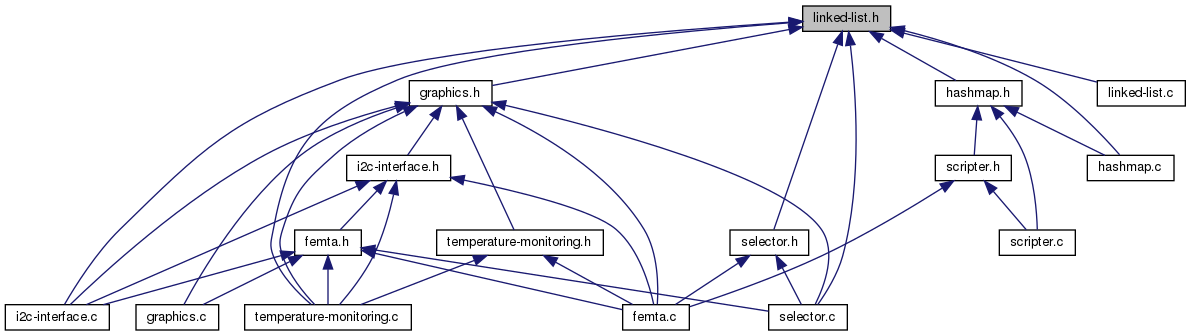 linked-list.h
graphics.h
hashmap.h
linked-list.c
i2c-interface.h
scripter.h
hashmap.c
femta.h
temperature-monitoring.h
selector.h
scripter.c
i2c-interface.c
graphics.c
temperature-monitoring.c
femta.c
selector.c